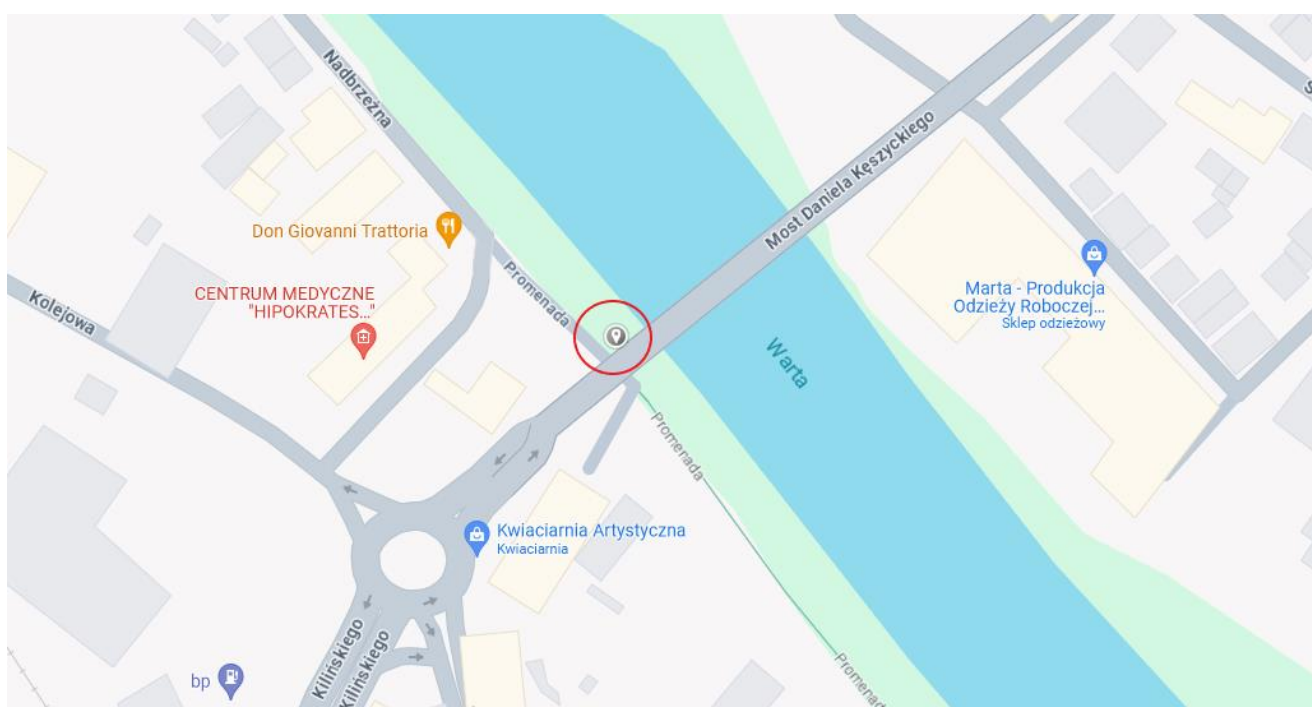 Nadbrzeżna
Most Daniela Kęszyckiego
Don Giovanni Trattoria
Promenada
CENTRUM MEDYCZNE
"HIPOKRATES..."
Kolejowa
Marta - Produkcja
Odzieży Roboczej...
Sklep odzieżowy
Warta
Promenada
Kwiaciarnia Artystyczna
Kwiaciarnia
Kilińskiego
Kilińskiego
bp
Promenad